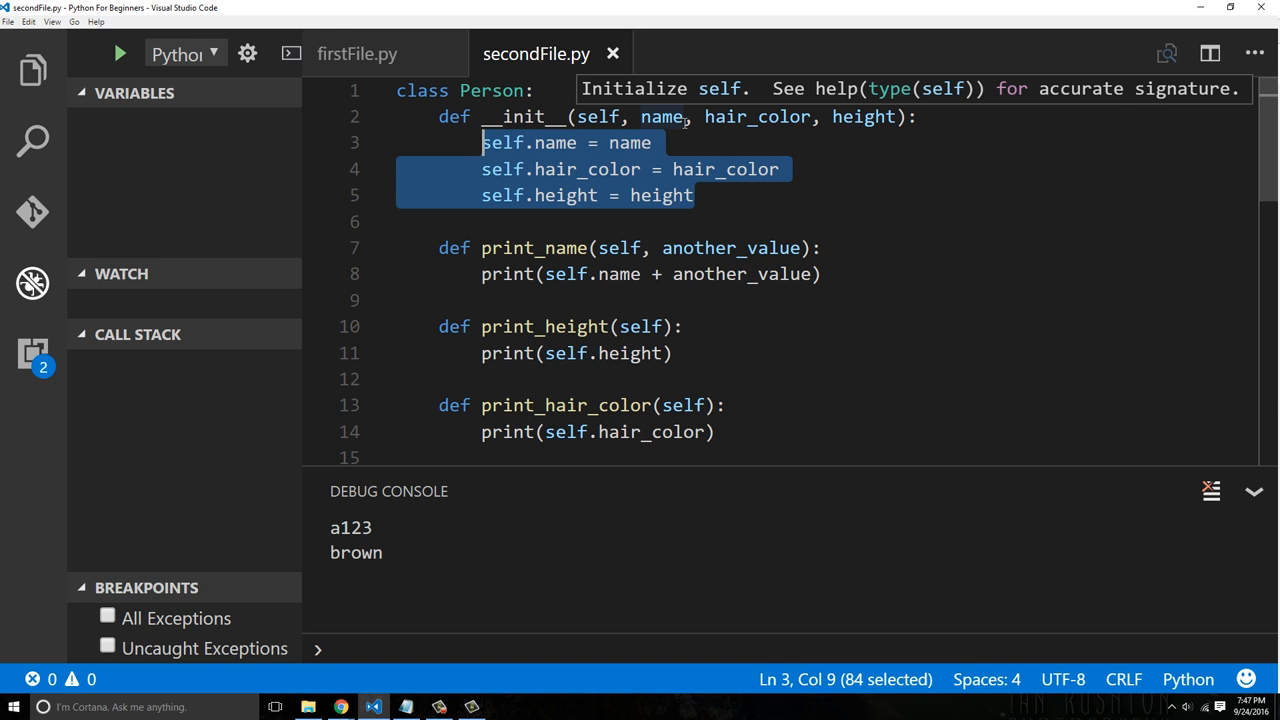 secondFile.py - Python For Beginners - Visual Studio Code
File Edit View Go Help
Python
firstFile.py
secondFile.py
VARIABLES
WATCH
CALL STACK
BREAKPOINTS
All Exceptions
Uncaught Exceptions
2
Initialize self. See help(type(self)) for accurate signature.
1 class Person:
2 def __init__(self, name, hair_color, height):
3 self.name = name
4 self.hair_color = hair_color
5 self.height = height
6
7 def print_name(self, another_value):
8 print(self.name + another_value)
9
10 def print_height(self):
11 print(self.height)
12
13 def print_hair_color(self):
14 print(self.hair_color)
15
DEBUG CONSOLE
a123
brown
0 0
Ln 3, Col 9 (84 selected) Spaces: 4 UTF-8 CRLF Python
I'm Cortana. Ask me anything.
7:47 PM
9/24/2016